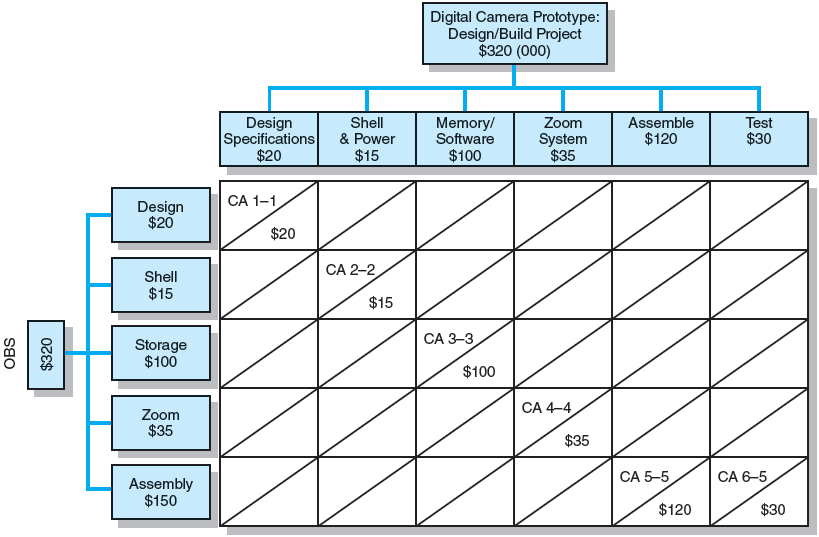 Digital Camera Prototype:
Design/Build Project
$320 (000)
Design
Specifications
$20
Shell
& Power
$15
Memory/
Software
$100
Zoom
System
$35
Assemble
$120
Test
$30
OBS
$320
Design
$20
CA 1–1
$20
Shell
$15
CA 2–2
$15
Storage
$100
CA 3–3
$100
Zoom
$35
CA 4–4
$35
Assembly
$150
CA 5–5
$120
CA 6–5
$30